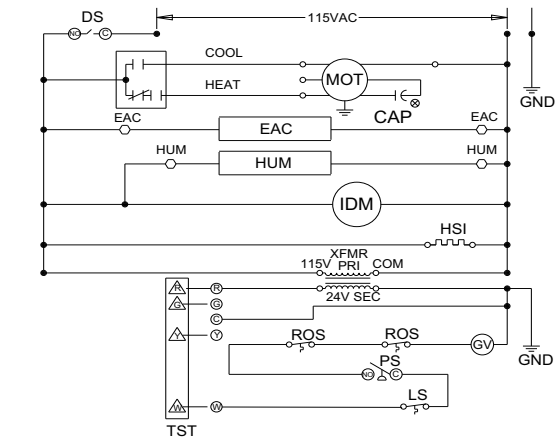 DS
115VAC
NO
C
COOL
HEAT
MOT
CAP
GND
EAC
EAC
EAC
HUM
HUM
HUM
IDM
HSI
XFMR
115V PRI COM
24V SEC
R
R
G
G
C
Y
Y
ROS
ROS
GV
GND
PS
NO
C
LS
W
W
TST